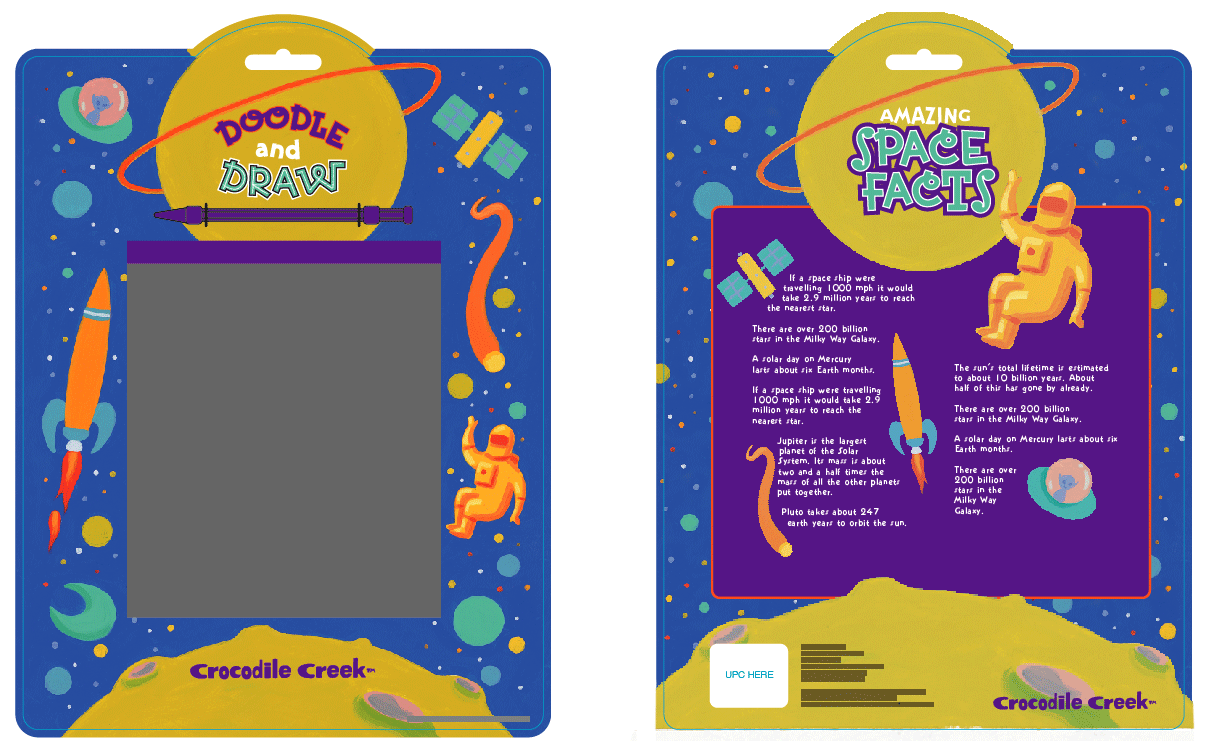 DOODLE
and
DRAW
Crocodile Creek™
AMAZING
SPACE
FACTS
If a space ship were
travelling 1000 mph it would
take 2.9 million years to reach
the nearest star.
There are over 200 billion
stars in the Milky Way Galaxy.
A solar day on Mercury
lasts about six Earth months.
If a space ship were travelling
1000 mph it would take 2.9
million years to reach the
nearest star.
Jupiter is the largest
planet of the Solar
System. Its mass is about
two and a half times the
mass of all the other planets
put together.
Pluto takes about 247
earth years to orbit the sun.
The sun's total lifetime is estimated
to about 10 billion years. About
half of this has gone by already.
There are over 200 billion
stars in the Milky Way Galaxy.
A solar day on Mercury lasts about six
Earth months.
There are over
200 billion
stars in the
Milky Way
Galaxy.
UPC HERE
Crocodile Creek™